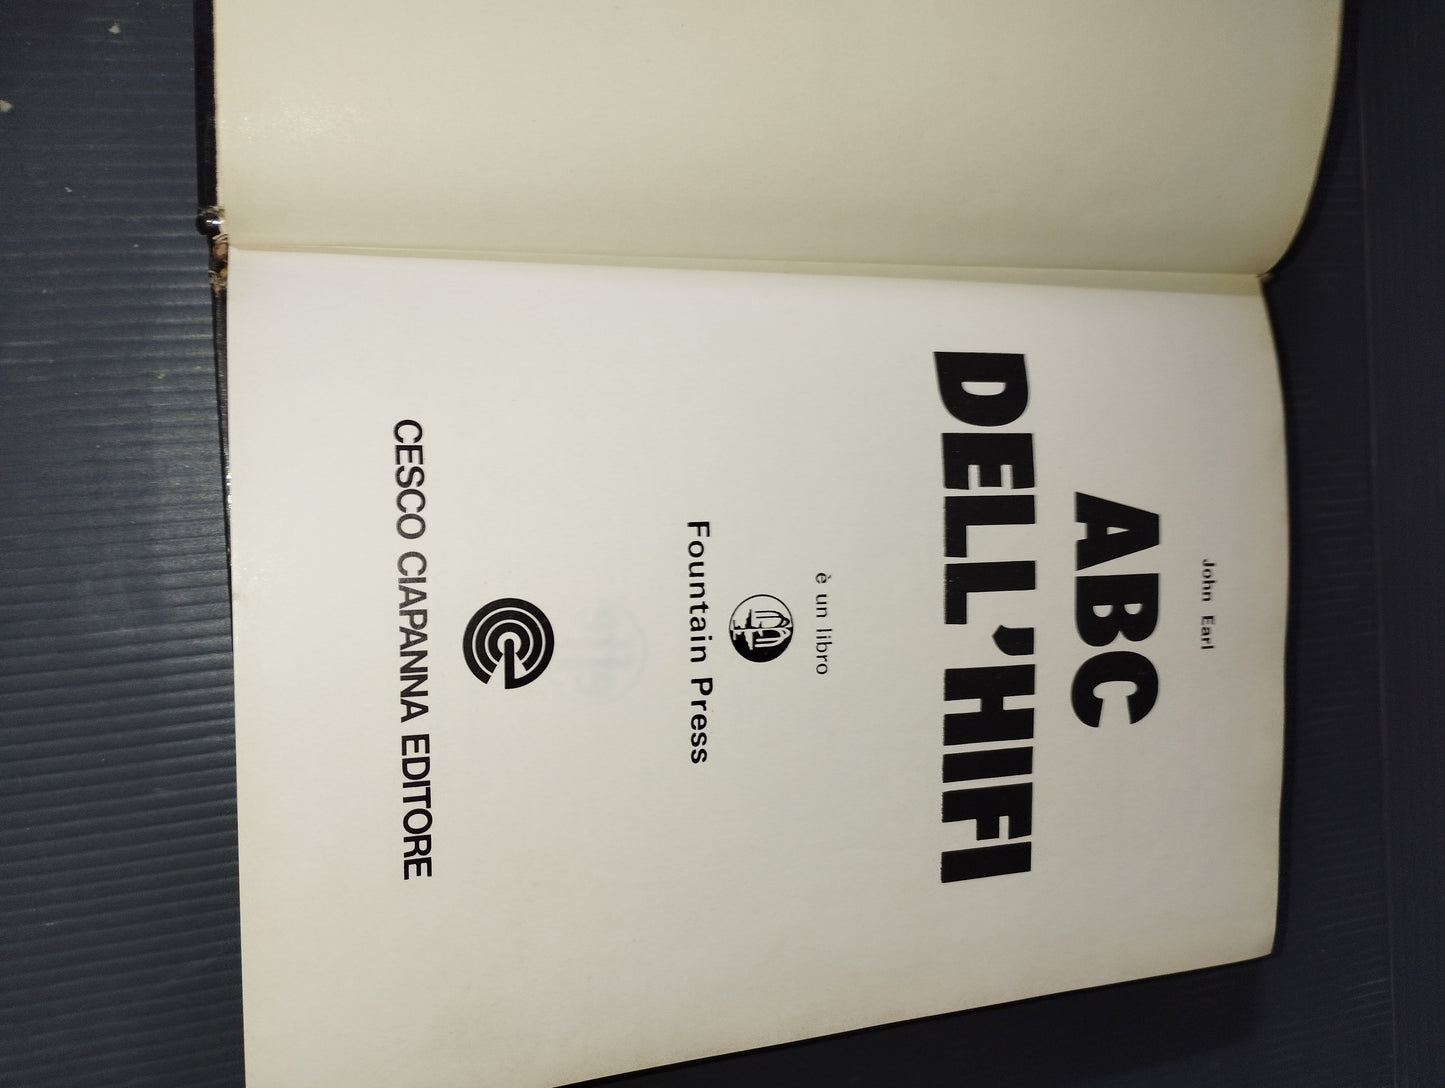 John Earl
ABC
DELL'HIFI
è un libro
Fountain Press
CESCO CIAPANNA EDITORE